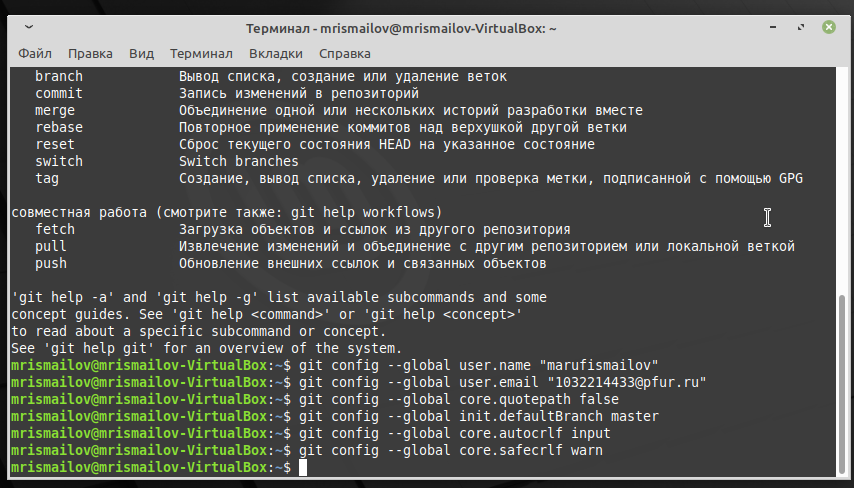 Терминал - mrismailov@mrismailov-VirtualBox: ~
Файл Правка Вид Терминал Вкладки Справка
branch Вывод списка, создание или удаление веток
commit Запись изменений в репозиторий
merge Объединение одной или нескольких историй разработки вместе
rebase Повторное применение коммитов над верхушкой другой ветки
reset Сброс текущего состояния HEAD на указанное состояние
switch Switch branches
tag Создание, вывод списка, удаление или проверка метки, подписанной с помощью GPG
совместная работа (смотрите также: git help workflows)
fetch Загрузка объектов и ссылок из другого репозитория
pull Извлечение изменений и объединение с другим репозиторием или локальной веткой
push Обновление внешних ссылок и связанных объектов
'git help -a' and 'git help -g' list available subcommands and some
concept guides. See 'git help <command>' or 'git help <concept>'
to read about a specific subcommand or concept.
See 'git help git' for an overview of the system.
mrismailov@mrismailov-VirtualBox:~$ git config --global user.name "marufismailov"
mrismailov@mrismailov-VirtualBox:~$ git config --global user.email "1032214433@pfur.ru"
mrismailov@mrismailov-VirtualBox:~$ git config --global core.quotepath false
mrismailov@mrismailov-VirtualBox:~$ git config --global init.defaultBranch master
mrismailov@mrismailov-VirtualBox:~$ git config --global core.autocrlf input
mrismailov@mrismailov-VirtualBox:~$ git config --global core.safecrlf warn
mrismailov@mrismailov-VirtualBox:~$